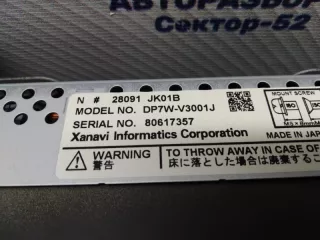 АВТОРАЗБОР
Сектор-52
N # 28091 JK01B
MODEL NO. DP7W-V3001J
SERIAL NO. 80617357
Xanavi Informatics Corporation
MOUNT SCREW
ISO
MADE IN JAP
WARNING
警告
TO THROW AWAY IN CASE OF
床に落とした場合は廃棄するこ